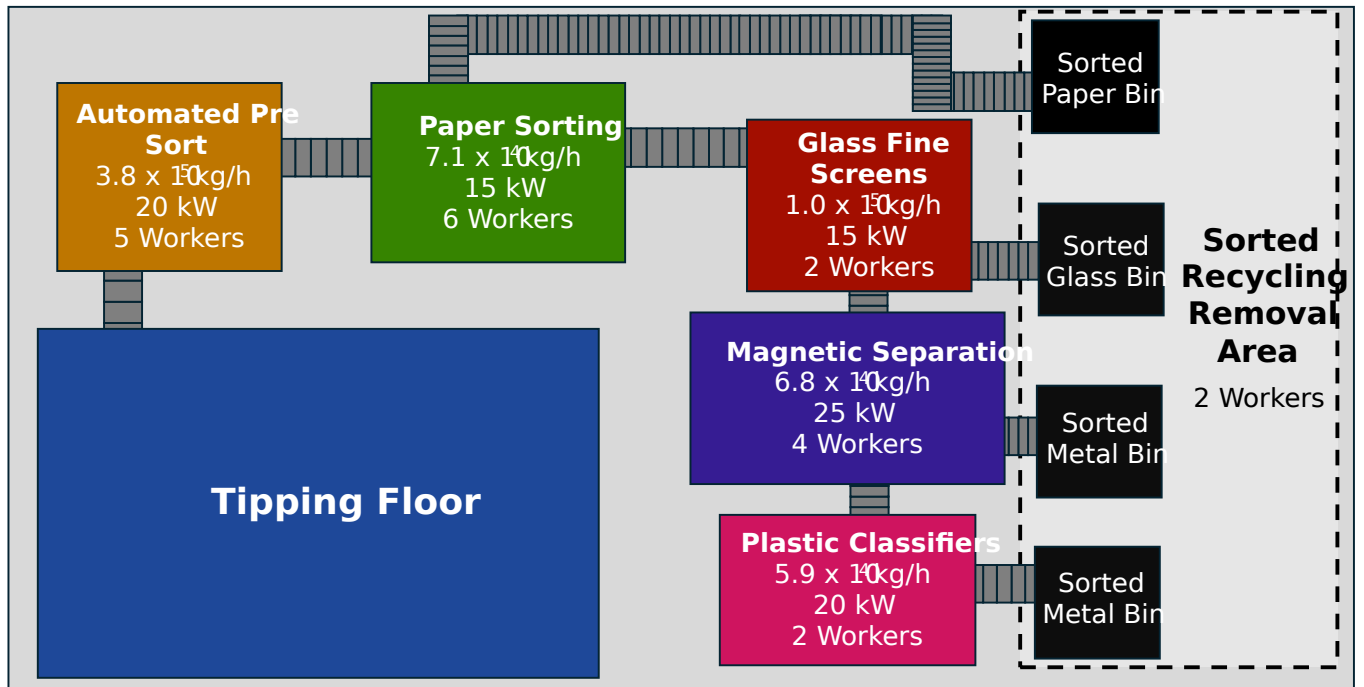 Automated Pre
Sort
3.8 x 10⁵ kg/h
20 kW
5 Workers
Paper Sorting
7.1 x 10⁴ kg/h
15 kW
6 Workers
Glass Fine
Screens
1.0 x 10⁵ kg/h
15 kW
2 Workers
Magnetic Separation
6.8 x 10⁴ kg/h
25 kW
4 Workers
Plastic Classifiers
5.9 x 10⁴ kg/h
20 kW
2 Workers
Tipping Floor
Sorted
Paper Bin
Sorted
Glass Bin
Sorted
Metal Bin
Sorted
Metal Bin
Sorted
Recycling
Removal
Area
2 Workers